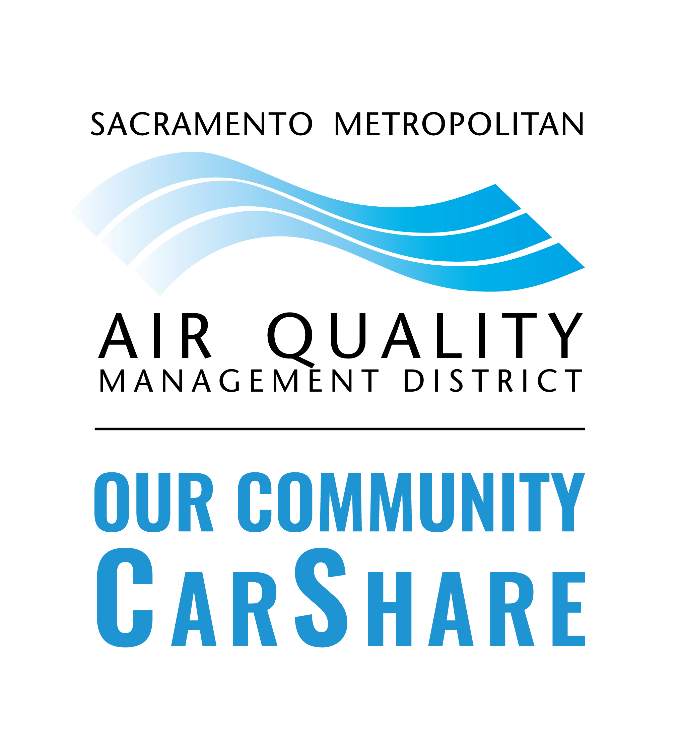 SACRAMENTO METROPOLITAN
AIR QUALITY
MANAGEMENT DISTRICT
OUR COMMUNITY
CARSHARE